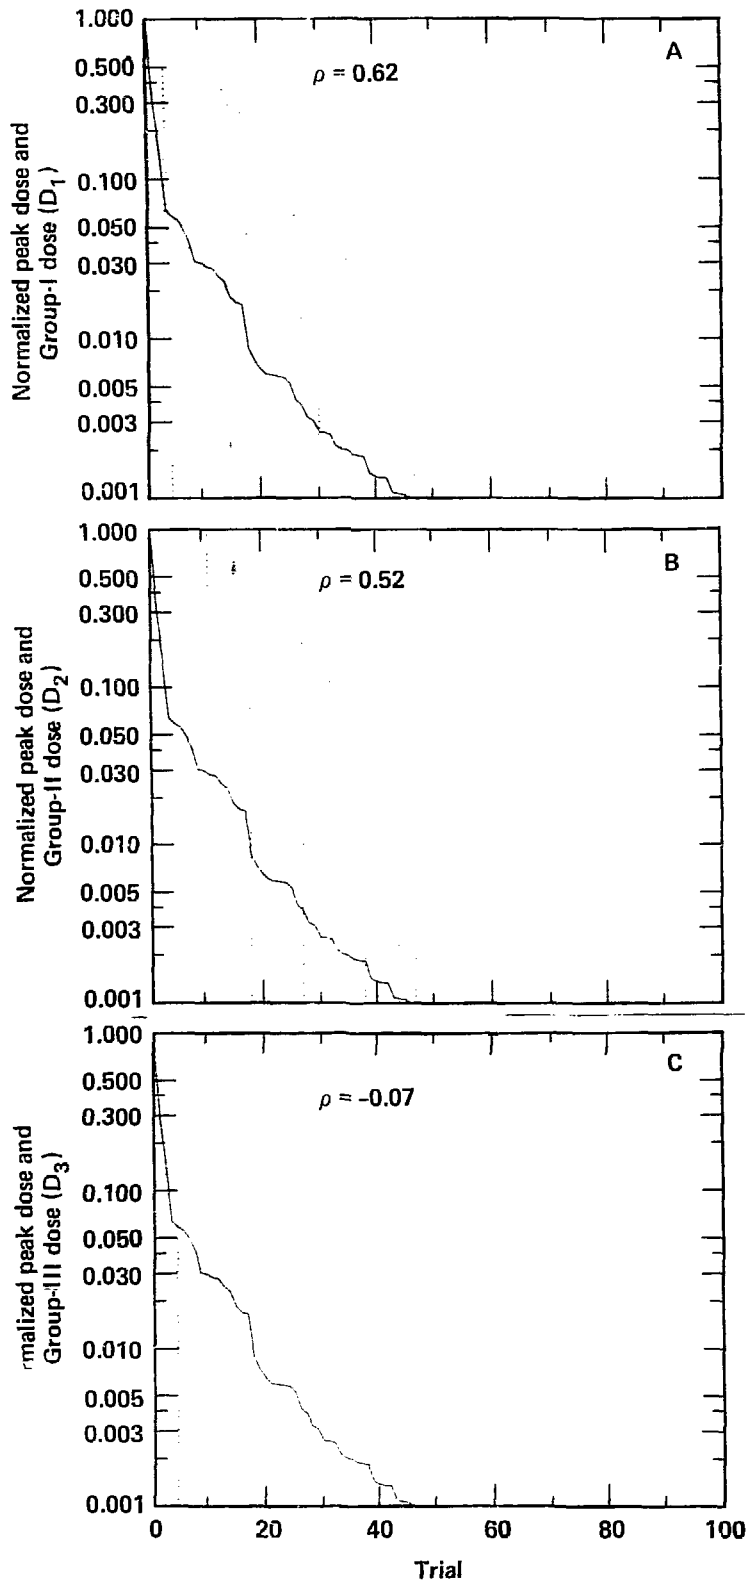 1.000
0.500
0.300
0.100
0.050
0.030
0.010
0.005
0.003
0.001
Normalized peak dose and
Group-I dose (D1)
ρ = 0.62
A
1.000
0.500
0.300
0.100
0.050
0.030
0.010
0.005
0.003
0.001
Normalized peak dose and
Group-II dose (D2)
ρ = 0.52
B
1.000
0.500
0.300
0.100
0.050
0.030
0.010
0.005
0.003
0.001
rmalized peak dose and
Group-III dose (D3)
ρ = -0.07
C
0 20 40 60 80 100
Trial